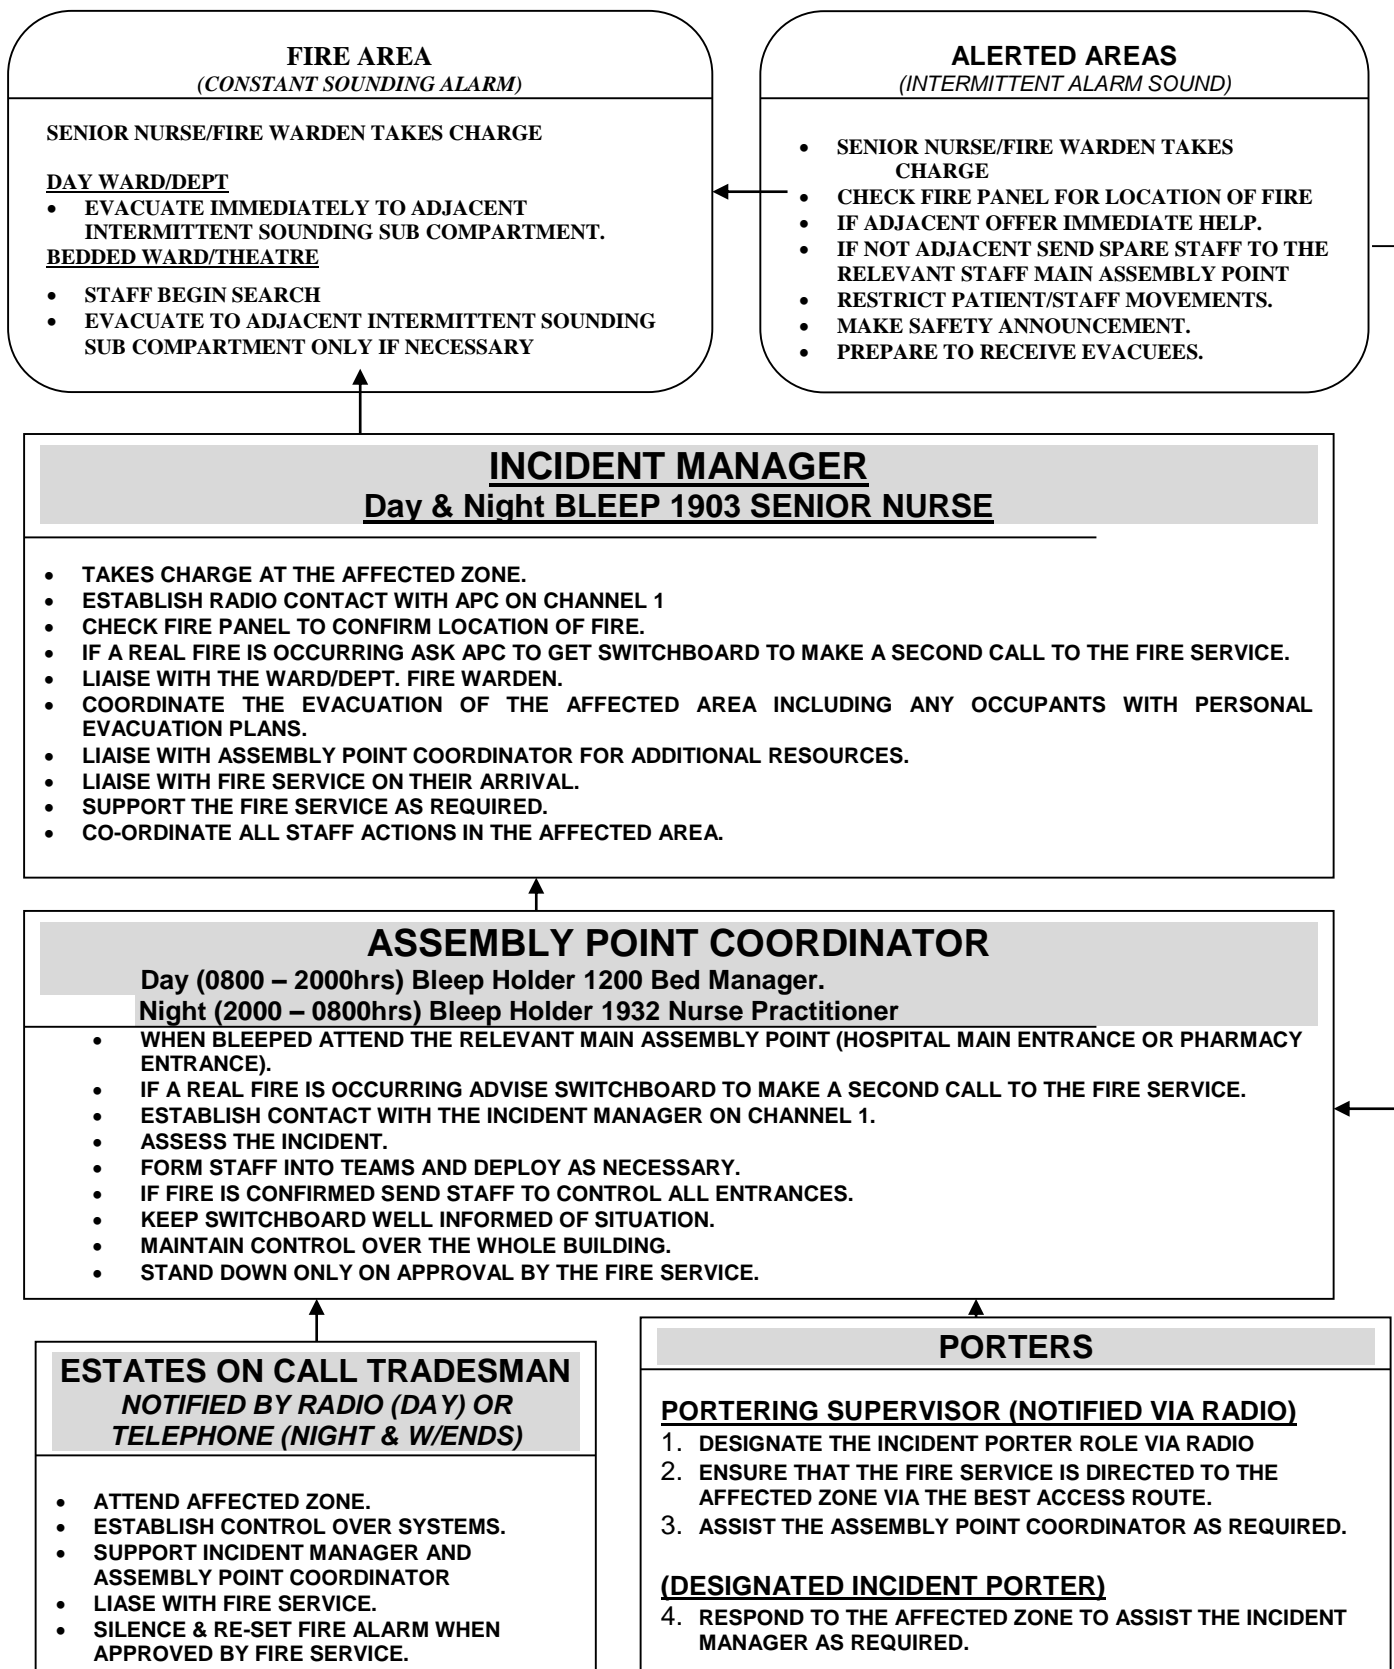 FIRE AREA
(CONSTANT SOUNDING ALARM)
SENIOR NURSE/FIRE WARDEN TAKES CHARGE
DAY WARD/DEPT
• EVACUATE IMMEDIATELY TO ADJACENT
INTERMITTENT SOUNDING SUB COMPARTMENT.
BEDDED WARD/THEATRE
• STAFF BEGIN SEARCH
• EVACUATE TO ADJACENT INTERMITTENT SOUNDING
SUB COMPARTMENT ONLY IF NECESSARY
ALERTED AREAS
(INTERMITTENT ALARM SOUND)
• SENIOR NURSE/FIRE WARDEN TAKES
CHARGE
• CHECK FIRE PANEL FOR LOCATION OF FIRE
• IF ADJACENT OFFER IMMEDIATE HELP.
• IF NOT ADJACENT SEND SPARE STAFF TO THE
RELEVANT STAFF MAIN ASSEMBLY POINT
• RESTRICT PATIENT/STAFF MOVEMENTS.
• MAKE SAFETY ANNOUNCEMENT.
• PREPARE TO RECEIVE EVACUEES.
INCIDENT MANAGER
Day & Night BLEEP 1903 SENIOR NURSE
• TAKES CHARGE AT THE AFFECTED ZONE.
• ESTABLISH RADIO CONTACT WITH APC ON CHANNEL 1
• CHECK FIRE PANEL TO CONFIRM LOCATION OF FIRE.
• IF A REAL FIRE IS OCCURRING ASK APC TO GET SWITCHBOARD TO MAKE A SECOND CALL TO THE FIRE SERVICE.
• LIAISE WITH THE WARD/DEPT. FIRE WARDEN.
• COORDINATE THE EVACUATION OF THE AFFECTED AREA INCLUDING ANY OCCUPANTS WITH PERSONAL
EVACUATION PLANS.
• LIAISE WITH ASSEMBLY POINT COORDINATOR FOR ADDITIONAL RESOURCES.
• LIAISE WITH FIRE SERVICE ON THEIR ARRIVAL.
• SUPPORT THE FIRE SERVICE AS REQUIRED.
• CO-ORDINATE ALL STAFF ACTIONS IN THE AFFECTED AREA.
ASSEMBLY POINT COORDINATOR
Day (0800 – 2000hrs) Bleep Holder 1200 Bed Manager.
Night (2000 – 0800hrs) Bleep Holder 1932 Nurse Practitioner
• WHEN BLEEPED ATTEND THE RELEVANT MAIN ASSEMBLY POINT (HOSPITAL MAIN ENTRANCE OR PHARMACY
ENTRANCE).
• IF A REAL FIRE IS OCCURRING ADVISE SWITCHBOARD TO MAKE A SECOND CALL TO THE FIRE SERVICE.
• ESTABLISH CONTACT WITH THE INCIDENT MANAGER ON CHANNEL 1.
• ASSESS THE INCIDENT.
• FORM STAFF INTO TEAMS AND DEPLOY AS NECESSARY.
• IF FIRE IS CONFIRMED SEND STAFF TO CONTROL ALL ENTRANCES.
• KEEP SWITCHBOARD WELL INFORMED OF SITUATION.
• MAINTAIN CONTROL OVER THE WHOLE BUILDING.
• STAND DOWN ONLY ON APPROVAL BY THE FIRE SERVICE.
ESTATES ON CALL TRADESMAN
NOTIFIED BY RADIO (DAY) OR
TELEPHONE (NIGHT & W/ENDS)
• ATTEND AFFECTED ZONE.
• ESTABLISH CONTROL OVER SYSTEMS.
• SUPPORT INCIDENT MANAGER AND
ASSEMBLY POINT COORDINATOR
• LIASE WITH FIRE SERVICE.
• SILENCE & RE-SET FIRE ALARM WHEN
APPROVED BY FIRE SERVICE.
PORTERS
PORTERING SUPERVISOR (NOTIFIED VIA RADIO)
1. DESIGNATE THE INCIDENT PORTER ROLE VIA RADIO
2. ENSURE THAT THE FIRE SERVICE IS DIRECTED TO THE
AFFECTED ZONE VIA THE BEST ACCESS ROUTE.
3. ASSIST THE ASSEMBLY POINT COORDINATOR AS REQUIRED.
(DESIGNATED INCIDENT PORTER)
4. RESPOND TO THE AFFECTED ZONE TO ASSIST THE INCIDENT
MANAGER AS REQUIRED.